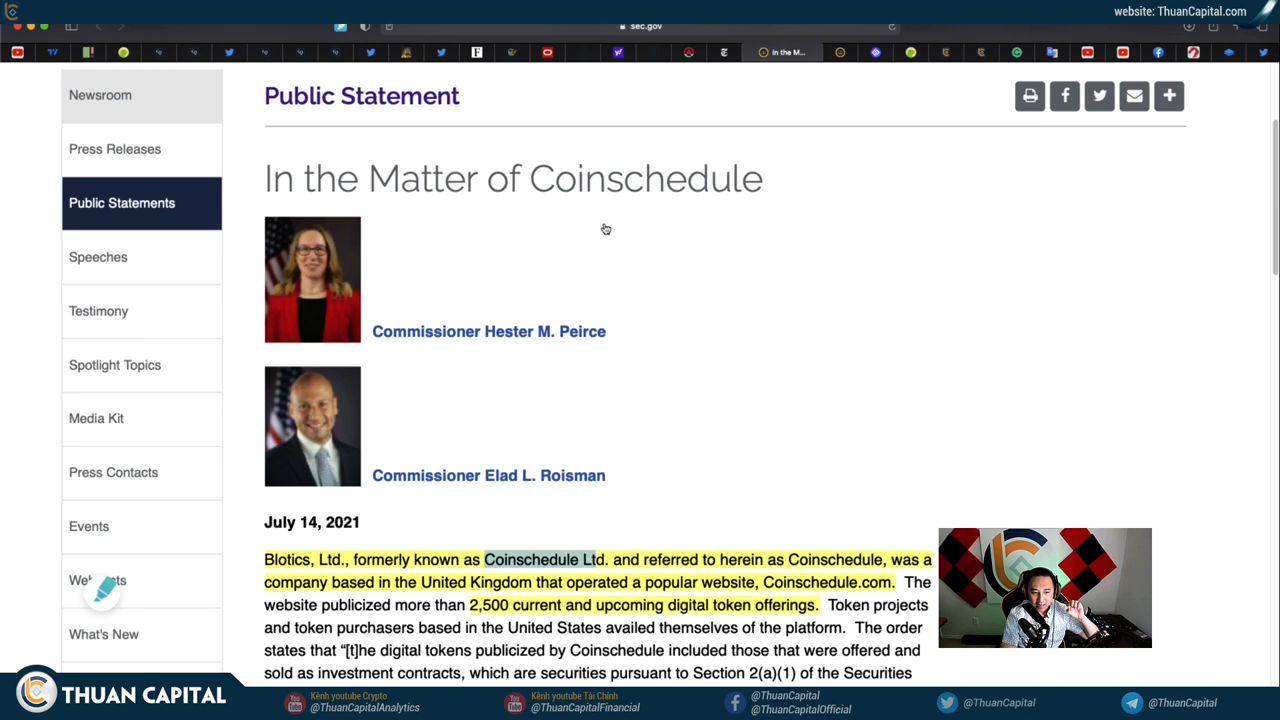 website: ThuanCapital.com
sec.gov
In the M...
Newsroom
Press Releases
Public Statements
Speeches
Testimony
Spotlight Topics
Media Kit
Press Contacts
Events
What's New
Public Statement
In the Matter of Coinschedule
Commissioner Hester M. Peirce
Commissioner Elad L. Roisman
July 14, 2021
Blotics, Ltd., formerly known as Coinschedule Ltd. and referred to herein as Coinschedule, was a
company based in the United Kingdom that operated a popular website, Coinschedule.com. The
website publicized more than 2,500 current and upcoming digital token offerings. Token projects
and token purchasers based in the United States availed themselves of the platform. The order
states that “[t]he digital tokens publicized by Coinschedule included those that were offered and
sold as investment contracts, which are securities pursuant to Section 2(a)(1) of the Securities
THUAN CAPITAL
Kênh youtube Crypto
@ThuanCapitalAnalytics
Kênh youtube Tài Chính
@ThuanCapitalFinancial
@ThuanCapital
@ThuanCapitalOfficial
@ThuanCapital
@ThuanCapital